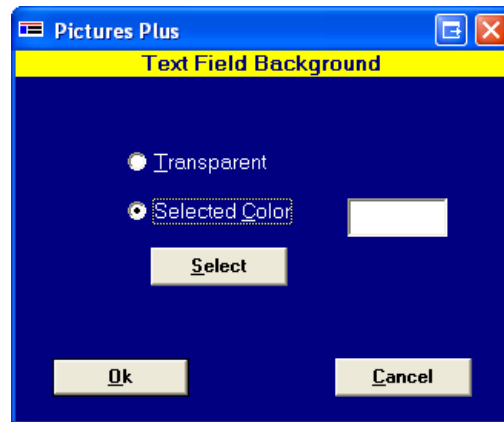 Pictures Plus
Text Field Background
Transparent
Selected Color
Select
Ok
Cancel